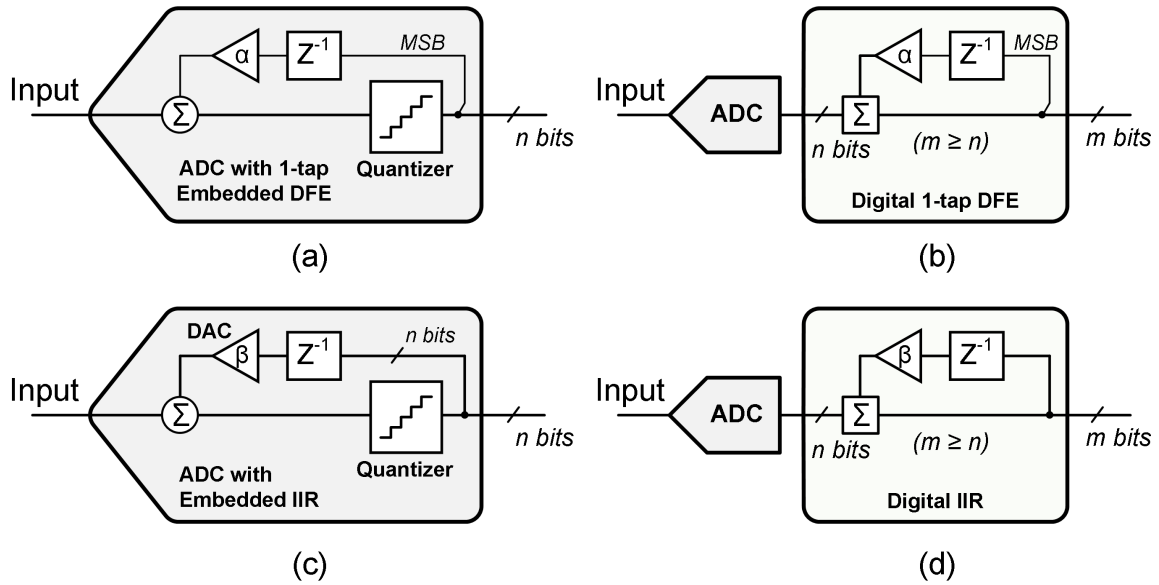 Input
α
Z⁻¹
MSB
Σ
n bits
ADC with 1-tap
Embedded DFE
Quantizer
(a)
Input
ADC
n bits
α
Z⁻¹
MSB
Σ
(m ≥ n)
m bits
Digital 1-tap DFE
(b)
Input
DAC
β
Z⁻¹
n bits
Σ
n bits
ADC with
Embedded IIR
Quantizer
(c)
Input
ADC
n bits
β
Z⁻¹
Σ
(m ≥ n)
m bits
Digital IIR
(d)